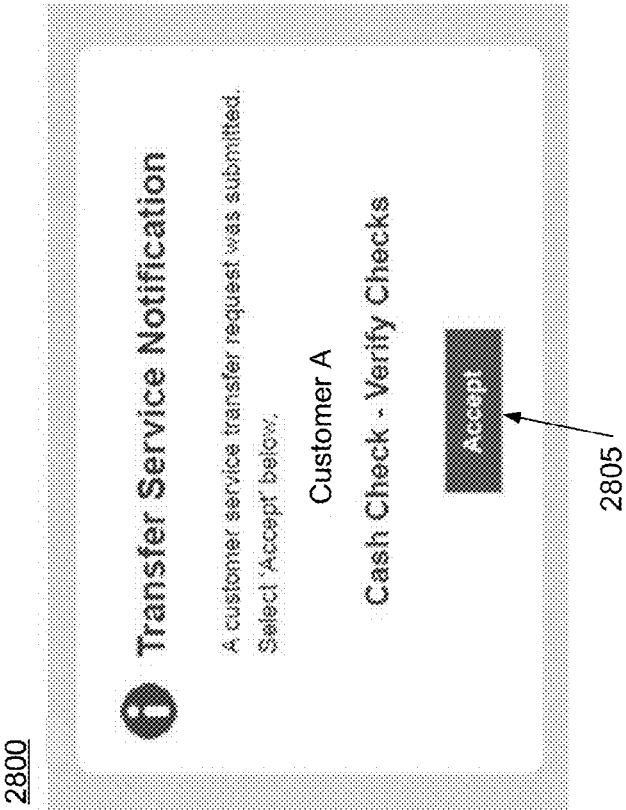 2800
Transfer Service Notification
A customer service transfer request was submitted.
Select 'Accept' below.
Customer A
Cash Check - Verify Checks
Accept
2805